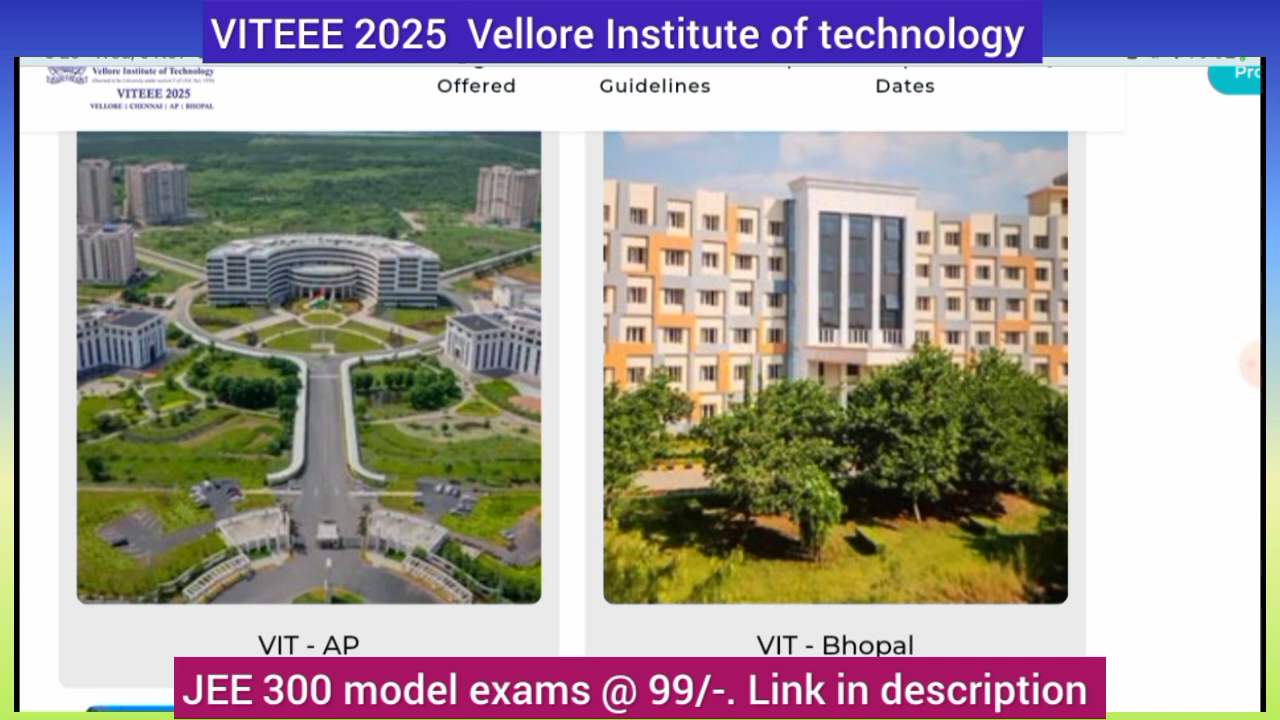 VITEEE 2025 Vellore Institute of technology
Vellore Institute of Technology
VITEEE 2025
VELLORE | CHENNAI | AP | BHOPAL
Offered
Guidelines
Dates
VIT - AP
VIT - Bhopal
JEE 300 model exams @ 99/-. Link in description